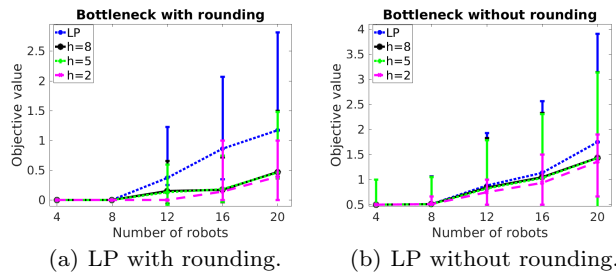 Bottleneck with rounding
LP
h=8
h=5
h=2
Objective value
2.5
2
1.5
1
0.5
0
4 8 12 16 20
Number of robots
(a) LP with rounding.
Bottleneck without rounding
LP
h=8
h=5
h=2
Objective value
4
3.5
3
2.5
2
1.5
1
0.5
4 8 12 16 20
Number of robots
(b) LP without rounding.